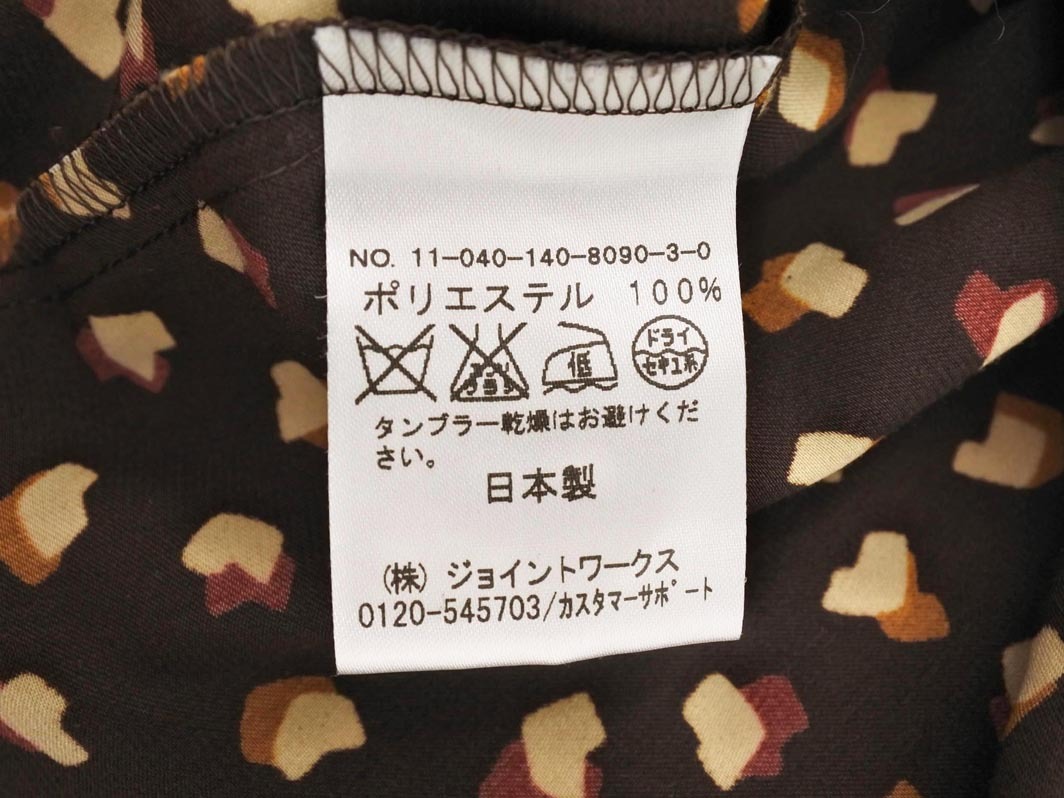 NO. 11-040-140-8090-3-0
ポリエステル 100%
低
ドライ
セキユ系
タンブラー乾燥はお避けくだ
さい。
日本製
(株) ジョイントワークス
0120-545703/カスタマーサポート